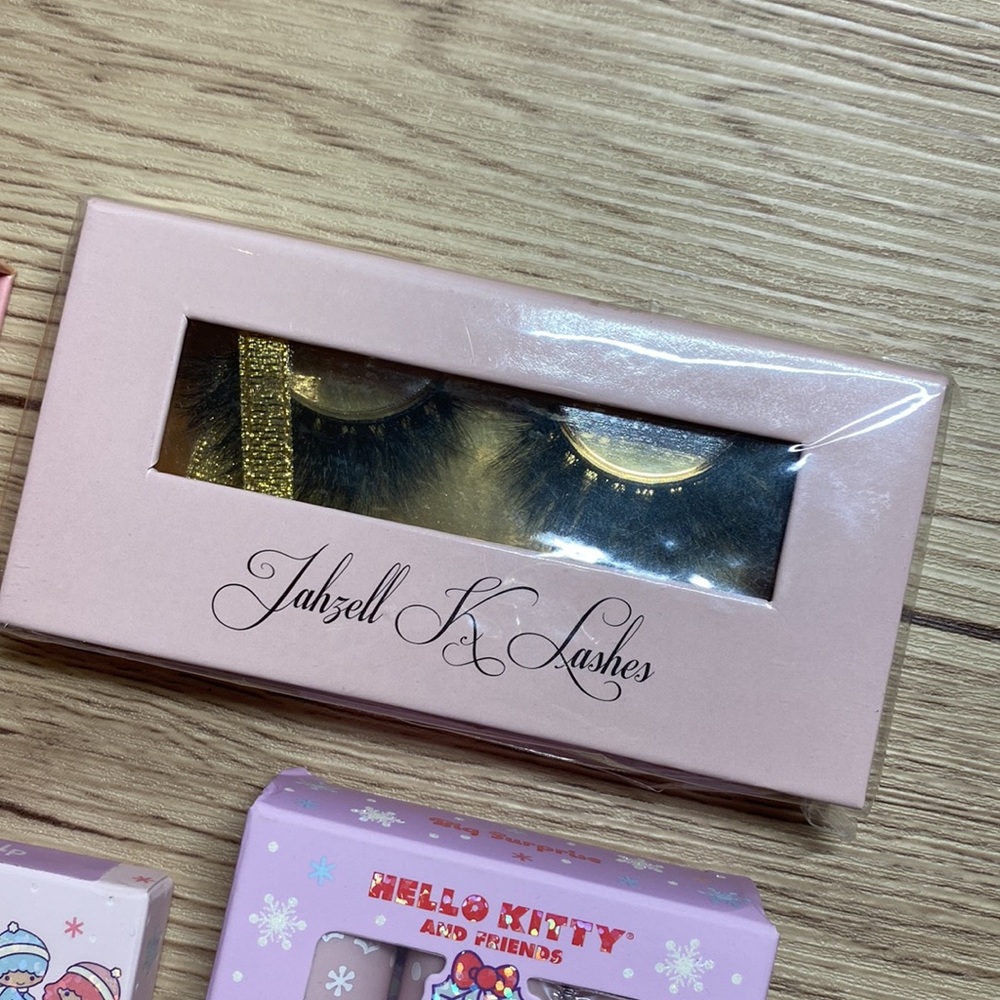 Jahzell K Lashes
Big Surprise
HELLO KITTY®
AND FRIENDS